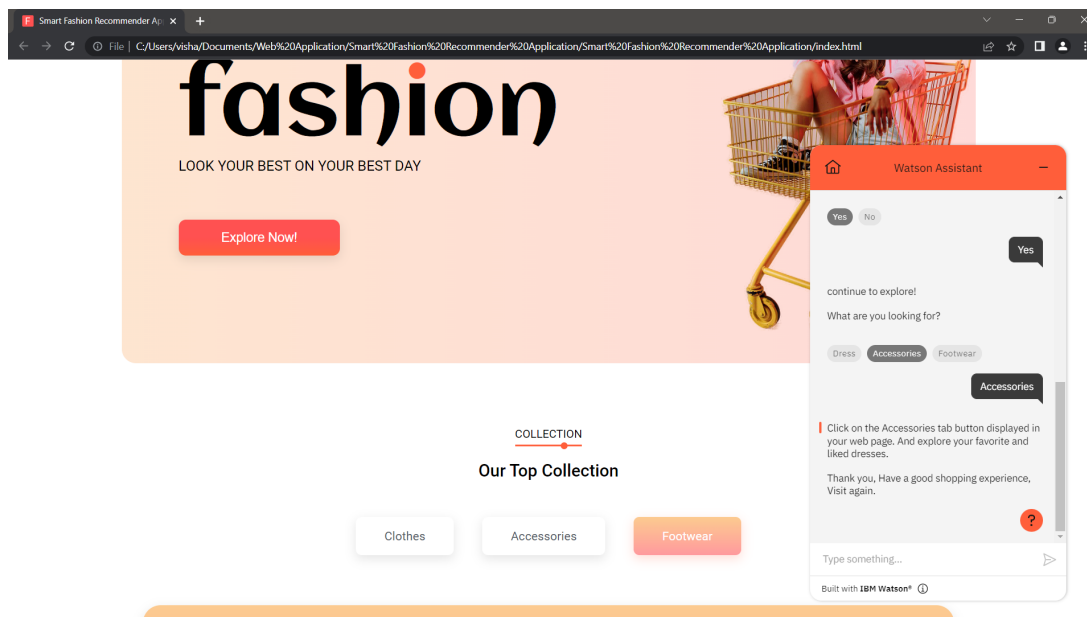 F Smart Fashion Recommender Ap
File | C:/Users/visha/Documents/Web%20Application/Smart%20Fashion%20Recommender%20Application/Smart%20Fashion%20Recommender%20Application/index.html
fashion
LOOK YOUR BEST ON YOUR BEST DAY
Explore Now!
COLLECTION
Our Top Collection
Clothes Accessories Footwear
Watson Assistant
Yes No
Yes
continue to explore!
What are you looking for?
Dress Accessories Footwear
Accessories
Click on the Accessories tab button displayed in
your web page. And explore your favorite and
liked dresses.
Thank you, Have a good shopping experience,
Visit again.
?
Type something...
Built with IBM Watson®